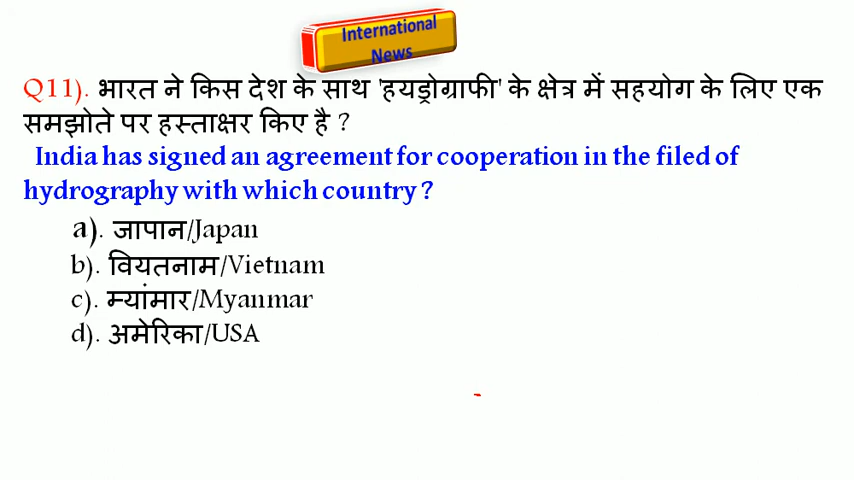 International
News
Q11). भारत ने किस देश के साथ 'हयड्रोग्राफी' के क्षेत्र में सहयोग के लिए एक
समझोते पर हस्ताक्षर किए है ?
India has signed an agreement for cooperation in the filed of
hydrography with which country ?
a). जापान/Japan
b). वियतनाम/Vietnam
c). म्यांमार/Myanmar
d). अमेरिका/USA